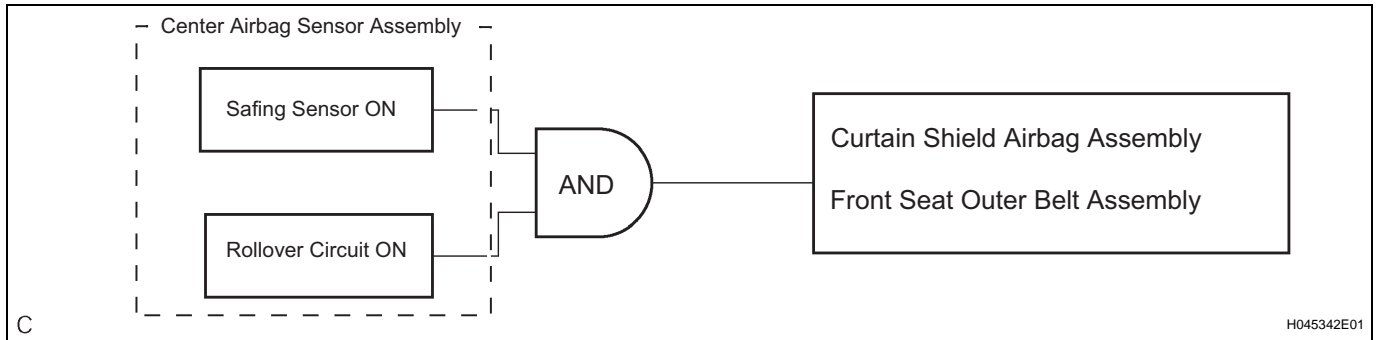 Center Airbag Sensor Assembly
Safing Sensor ON
Rollover Circuit ON
AND
Curtain Shield Airbag Assembly
Front Seat Outer Belt Assembly
C
H045342E01